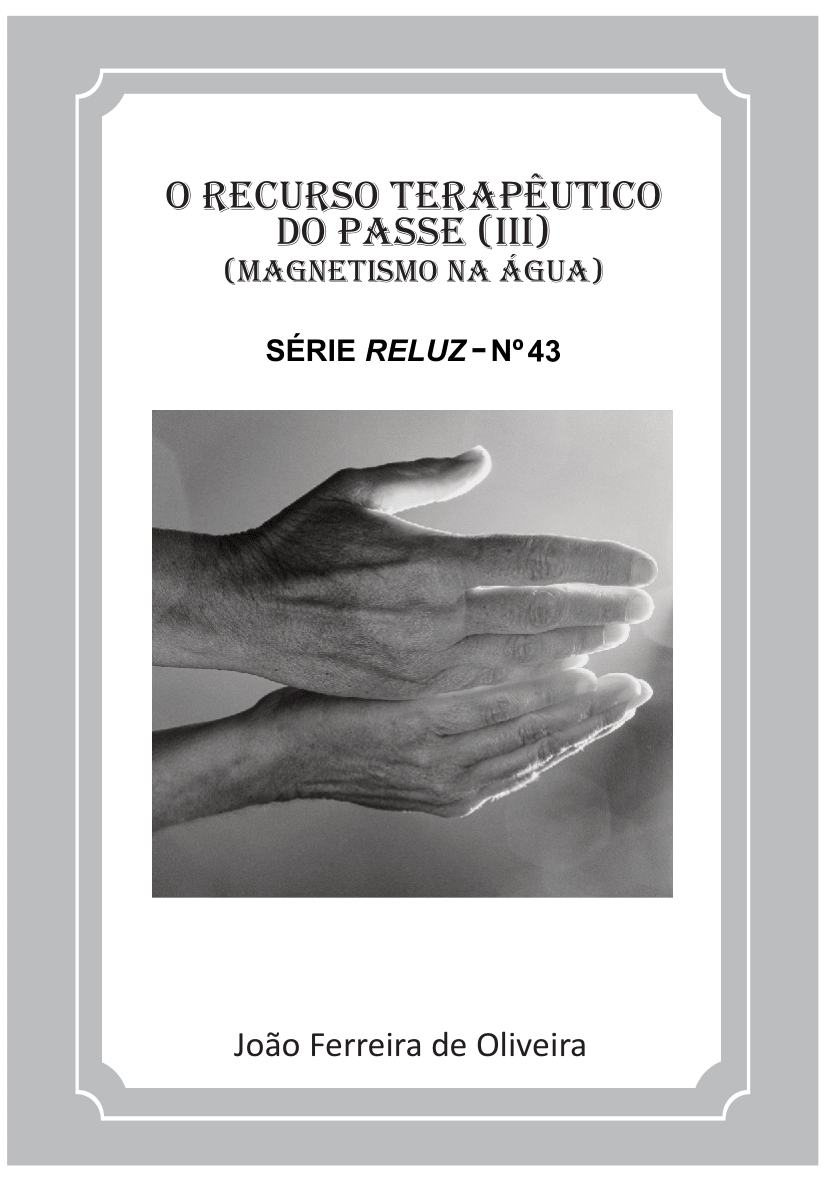 O RECURSO TERAPÊUTICO
DO PASSE (III)
(MAGNETISMO NA ÁGUA)
SÉRIE RELUZ - Nº 43
João Ferreira de Oliveira